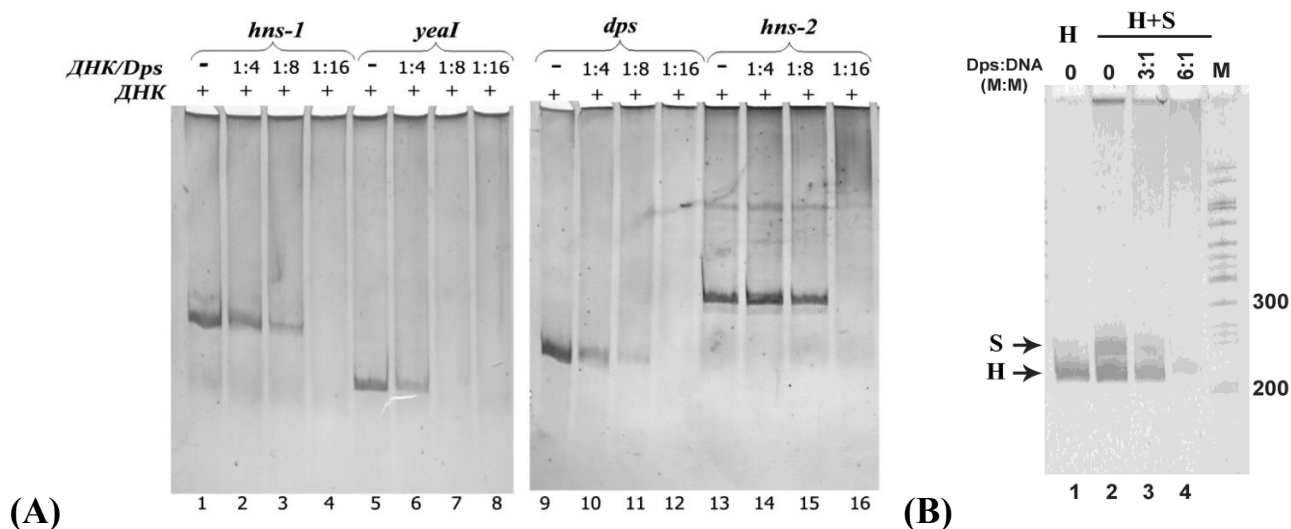 hns-1 yeaI dps hns-2
ДНК/Dps - 1:4 1:8 1:16 - 1:4 1:8 1:16 - 1:4 1:8 1:16 - 1:4 1:8 1:16
ДНК + + + + + + + + + + + + + + + +
1 2 3 4 5 6 7 8 9 10 11 12 13 14 15 16
(A)
H H+S
Dps:DNA 0 0 3:1 6:1 M
(M:M)
300
S
H
200
1 2 3 4
(B)